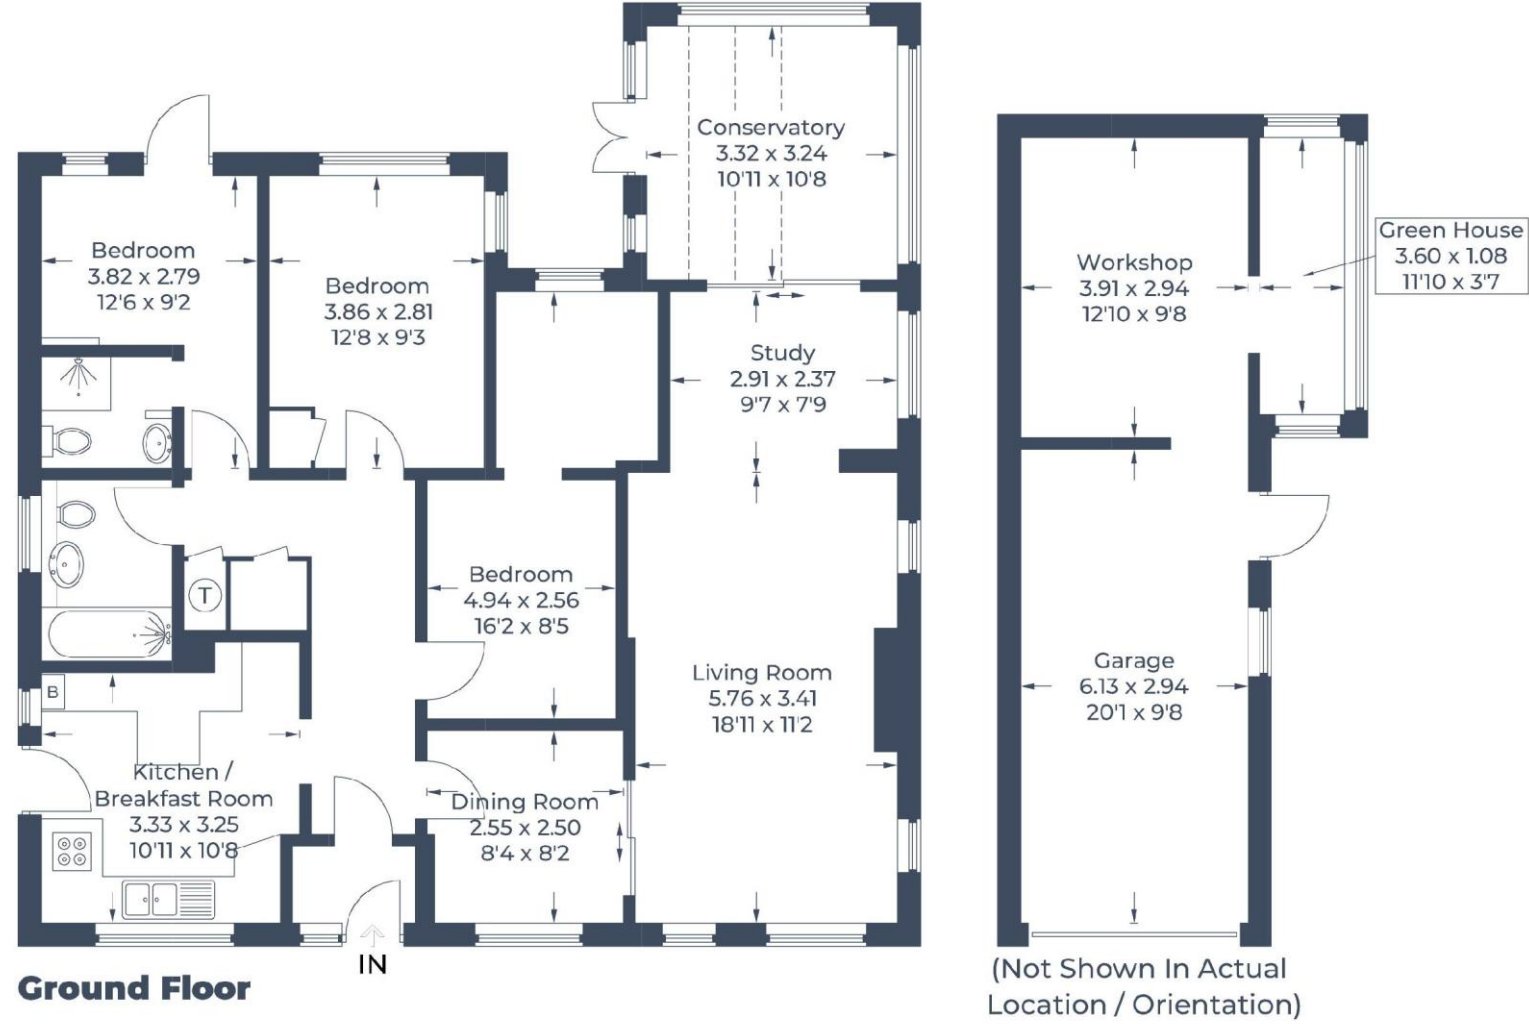 Conservatory
3.32 x 3.24
10'11 x 10'8
Bedroom
3.82 x 2.79
12'6 x 9'2
Bedroom
3.86 x 2.81
12'8 x 9'3
Study
2.91 x 2.37
9'7 x 7'9
Workshop
3.91 x 2.94
12'10 x 9'8
Green House
3.60 x 1.08
11'10 x 3'7
T
Bedroom
4.94 x 2.56
16'2 x 8'5
Living Room
5.76 x 3.41
18'11 x 11'2
Garage
6.13 x 2.94
20'1 x 9'8
B
Kitchen /
Breakfast Room
3.33 x 3.25
10'11 x 10'8
Dining Room
2.55 x 2.50
8'4 x 8'2
IN
Ground Floor
(Not Shown In Actual
Location / Orientation)